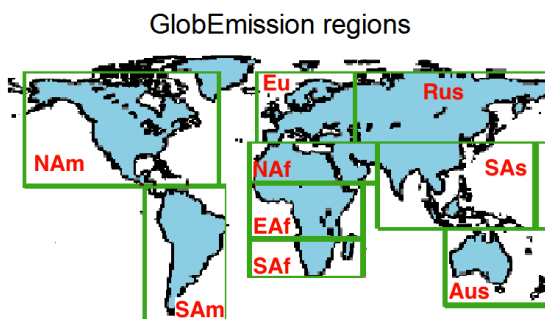 GlobEmission regions
Eu
Rus
NAm
NAf
SAs
EAf
SAf
Aus
SAm